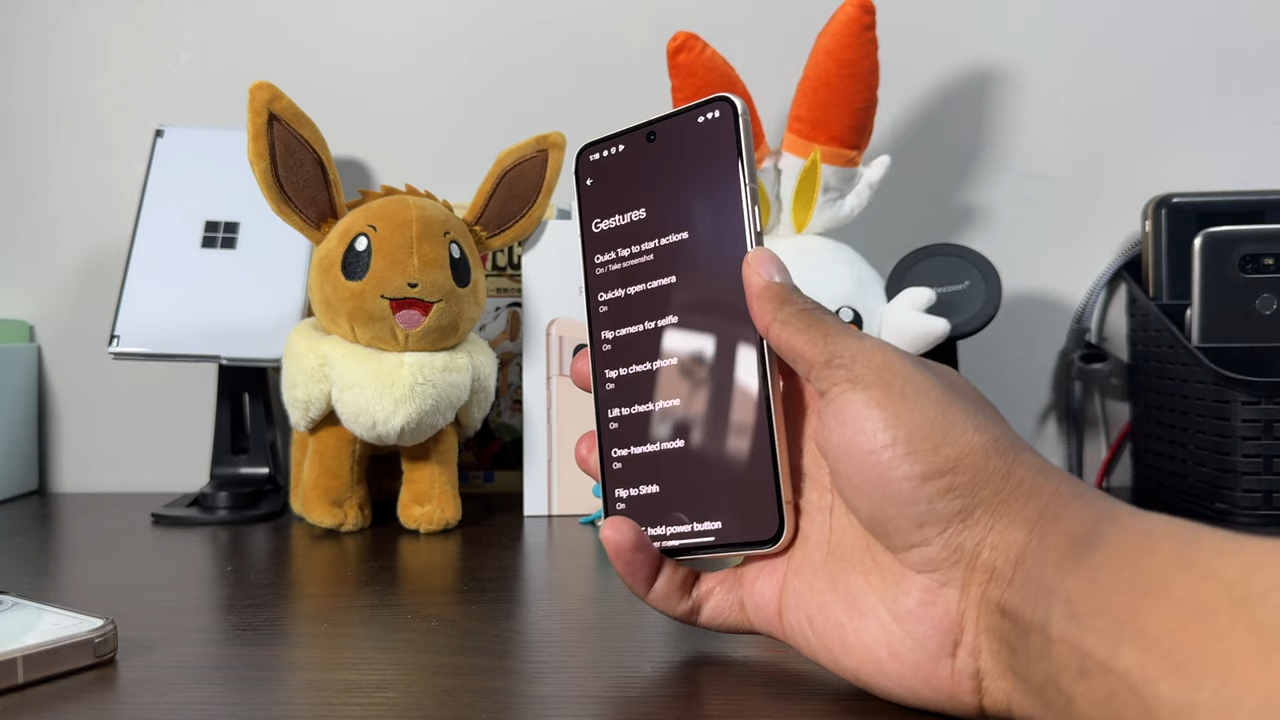 1:18
Gestures
Quick Tap to start actions
On / Take screenshot
Quickly open camera
On
Flip camera for selfie
On
Tap to check phone
On
Lift to check phone
On
One-handed mode
On
Flip to Shhh
On
hold power button